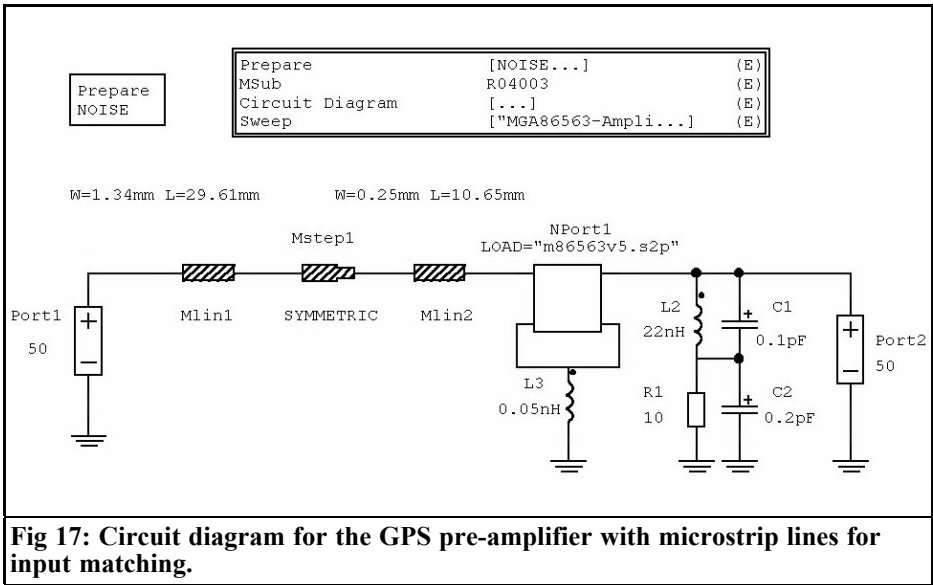 Prepare
NOISE
Prepare [NOISE...] (E)
MSub R04003 (E)
Circuit Diagram [...] (E)
Sweep ["MGA86563-Ampli...] (E)
W=1.34mm L=29.61mm W=0.25mm L=10.65mm
NPort1
LOAD="m86563v5.s2p"
Mstep1
Port1
50
Mlin1
SYMMETRIC
Mlin2
L3
0.05nH
L2
22nH
C1
0.1pF
R1
10
C2
0.2pF
Port2
50
Fig 17: Circuit diagram for the GPS pre-amplifier with microstrip lines for
input matching.